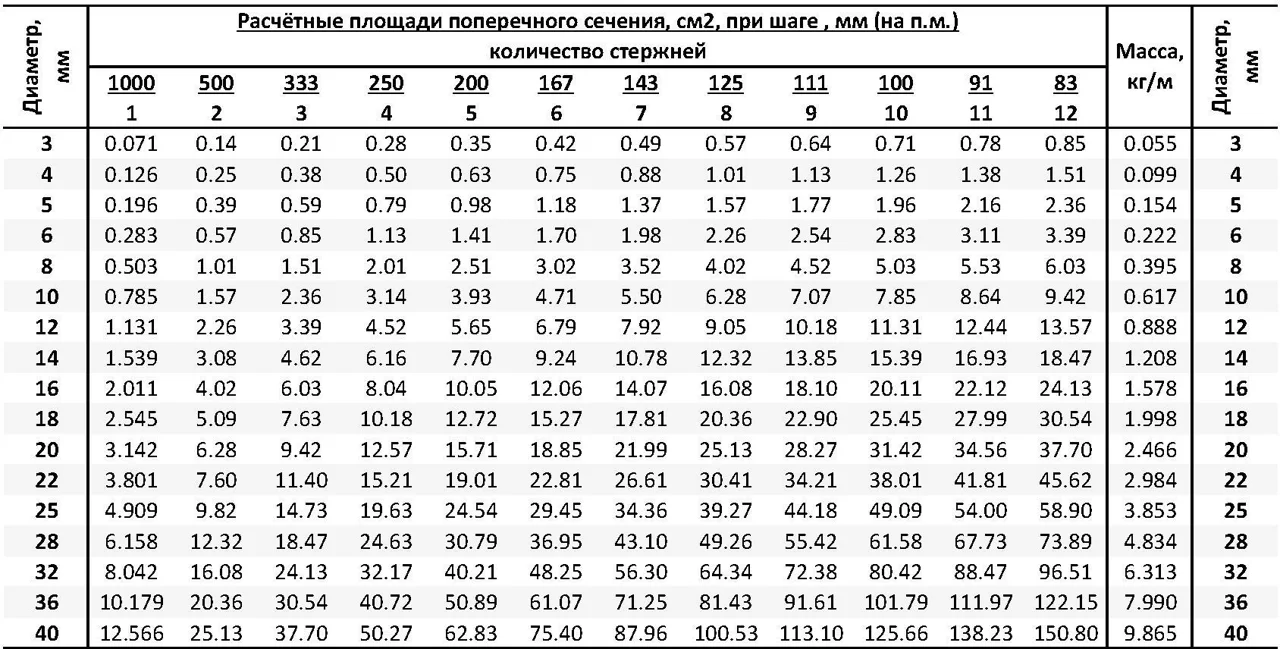 Диаметр, мм
Расчётные площади поперечного сечения, см2, при шаге , мм (на п.м.)
количество стержней
Масса, кг/м
Диаметр, мм
1000 500 333 250 200 167 143 125 111 100 91 83
1 2 3 4 5 6 7 8 9 10 11 12
3 0.071 0.14 0.21 0.28 0.35 0.42 0.49 0.57 0.64 0.71 0.78 0.85 0.055 3
4 0.126 0.25 0.38 0.50 0.63 0.75 0.88 1.01 1.13 1.26 1.38 1.51 0.099 4
5 0.196 0.39 0.59 0.79 0.98 1.18 1.37 1.57 1.77 1.96 2.16 2.36 0.154 5
6 0.283 0.57 0.85 1.13 1.41 1.70 1.98 2.26 2.54 2.83 3.11 3.39 0.222 6
8 0.503 1.01 1.51 2.01 2.51 3.02 3.52 4.02 4.52 5.03 5.53 6.03 0.395 8
10 0.785 1.57 2.36 3.14 3.93 4.71 5.50 6.28 7.07 7.85 8.64 9.42 0.617 10
12 1.131 2.26 3.39 4.52 5.65 6.79 7.92 9.05 10.18 11.31 12.44 13.57 0.888 12
14 1.539 3.08 4.62 6.16 7.70 9.24 10.78 12.32 13.85 15.39 16.93 18.47 1.208 14
16 2.011 4.02 6.03 8.04 10.05 12.06 14.07 16.08 18.10 20.11 22.12 24.13 1.578 16
18 2.545 5.09 7.63 10.18 12.72 15.27 17.81 20.36 22.90 25.45 27.99 30.54 1.998 18
20 3.142 6.28 9.42 12.57 15.71 18.85 21.99 25.13 28.27 31.42 34.56 37.70 2.466 20
22 3.801 7.60 11.40 15.21 19.01 22.81 26.61 30.41 34.21 38.01 41.81 45.62 2.984 22
25 4.909 9.82 14.73 19.63 24.54 29.45 34.36 39.27 44.18 49.09 54.00 58.90 3.853 25
28 6.158 12.32 18.47 24.63 30.79 36.95 43.10 49.26 55.42 61.58 67.73 73.89 4.834 28
32 8.042 16.08 24.13 32.17 40.21 48.25 56.30 64.34 72.38 80.42 88.47 96.51 6.313 32
36 10.179 20.36 30.54 40.72 50.89 61.07 71.25 81.43 91.61 101.79 111.97 122.15 7.990 36
40 12.566 25.13 37.70 50.27 62.83 75.40 87.96 100.53 113.10 125.66 138.23 150.80 9.865 40